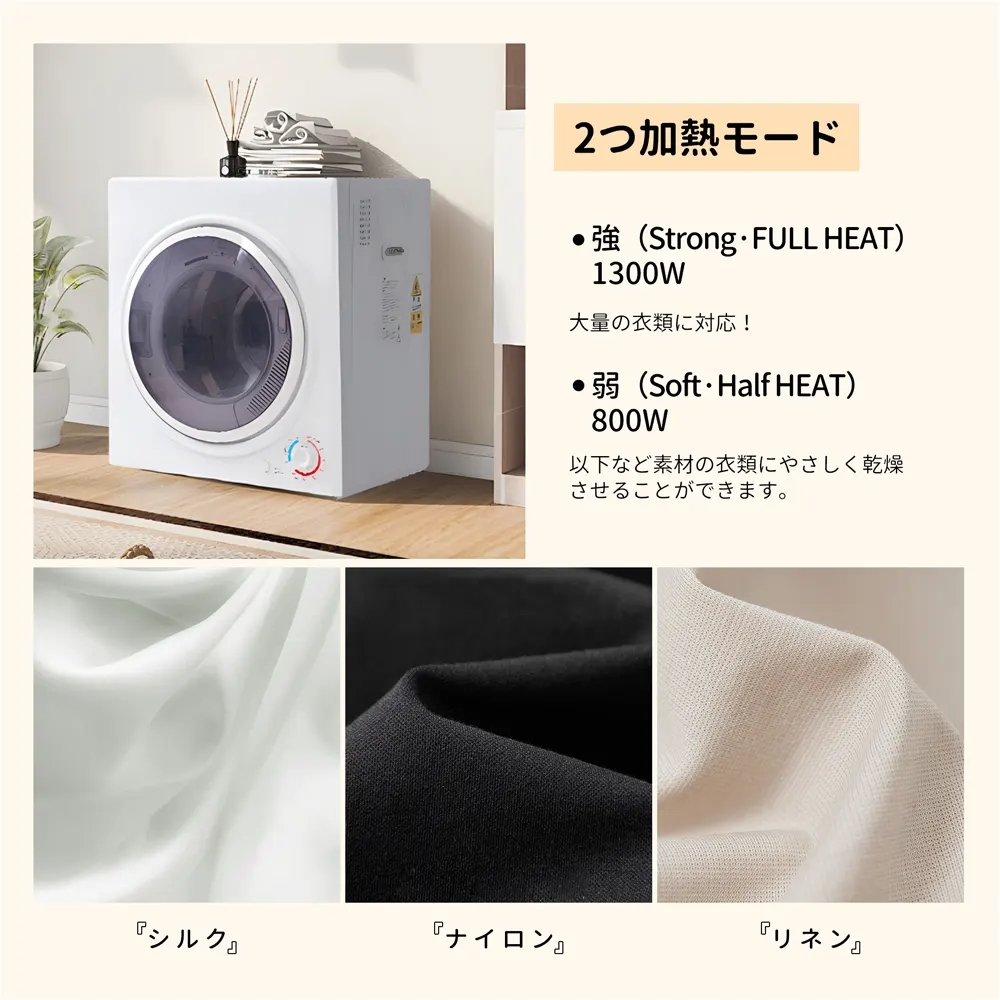 2つ加熱モード
•強（Strong·FULL HEAT）
1300W
大量の衣類に対応！
•弱（Soft·Half HEAT）
800W
以下など素材の衣類にやさしく乾燥
させることができます。
『シルク』
『ナイロン』
『リネン』